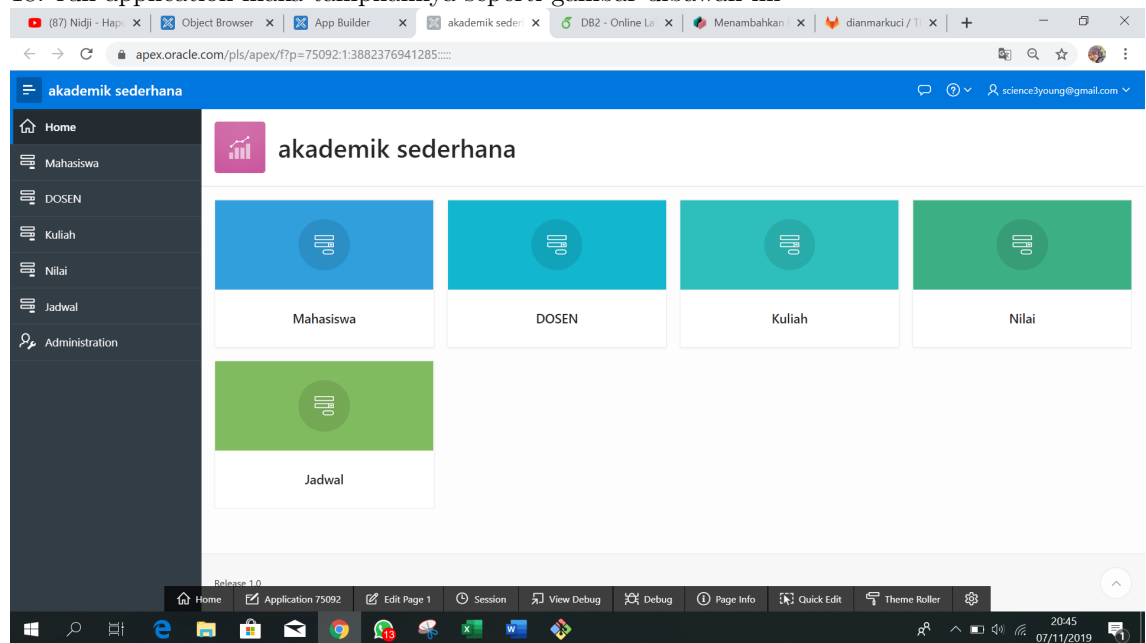 (87) Nidji - Hap
Object Browser
App Builder
akademik seder
DB2 - Online La
Menambahkan
dianmarkuci / T
apex.oracle.com/pls/apex/f?p=75092:1:3882376941285:::::
akademik sederhana
science3young@gmail.com
Home
Mahasiswa
DOSEN
Kuliah
Nilai
Jadwal
Administration
akademik sederhana
Mahasiswa
DOSEN
Kuliah
Nilai
Jadwal
Release 1.0
Home
Application 75092
Edit Page 1
Session
View Debug
Debug
Page Info
Quick Edit
Theme Roller
13
20:45
07/11/2019
1